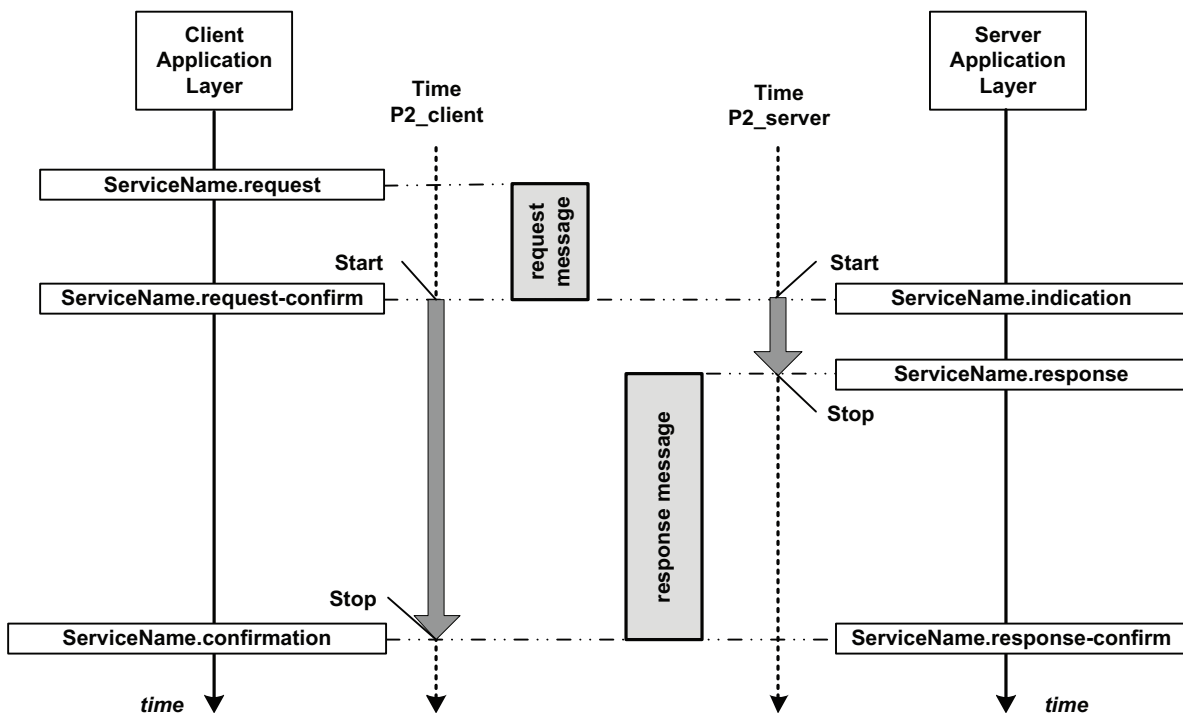 Client
Application
Layer
Server
Application
Layer
Time
P2_client
Time
P2_server
ServiceName.request
request
message
Start
Start
ServiceName.request-confirm
ServiceName.indication
ServiceName.response
Stop
response message
Stop
ServiceName.confirmation
ServiceName.response-confirm
time
time